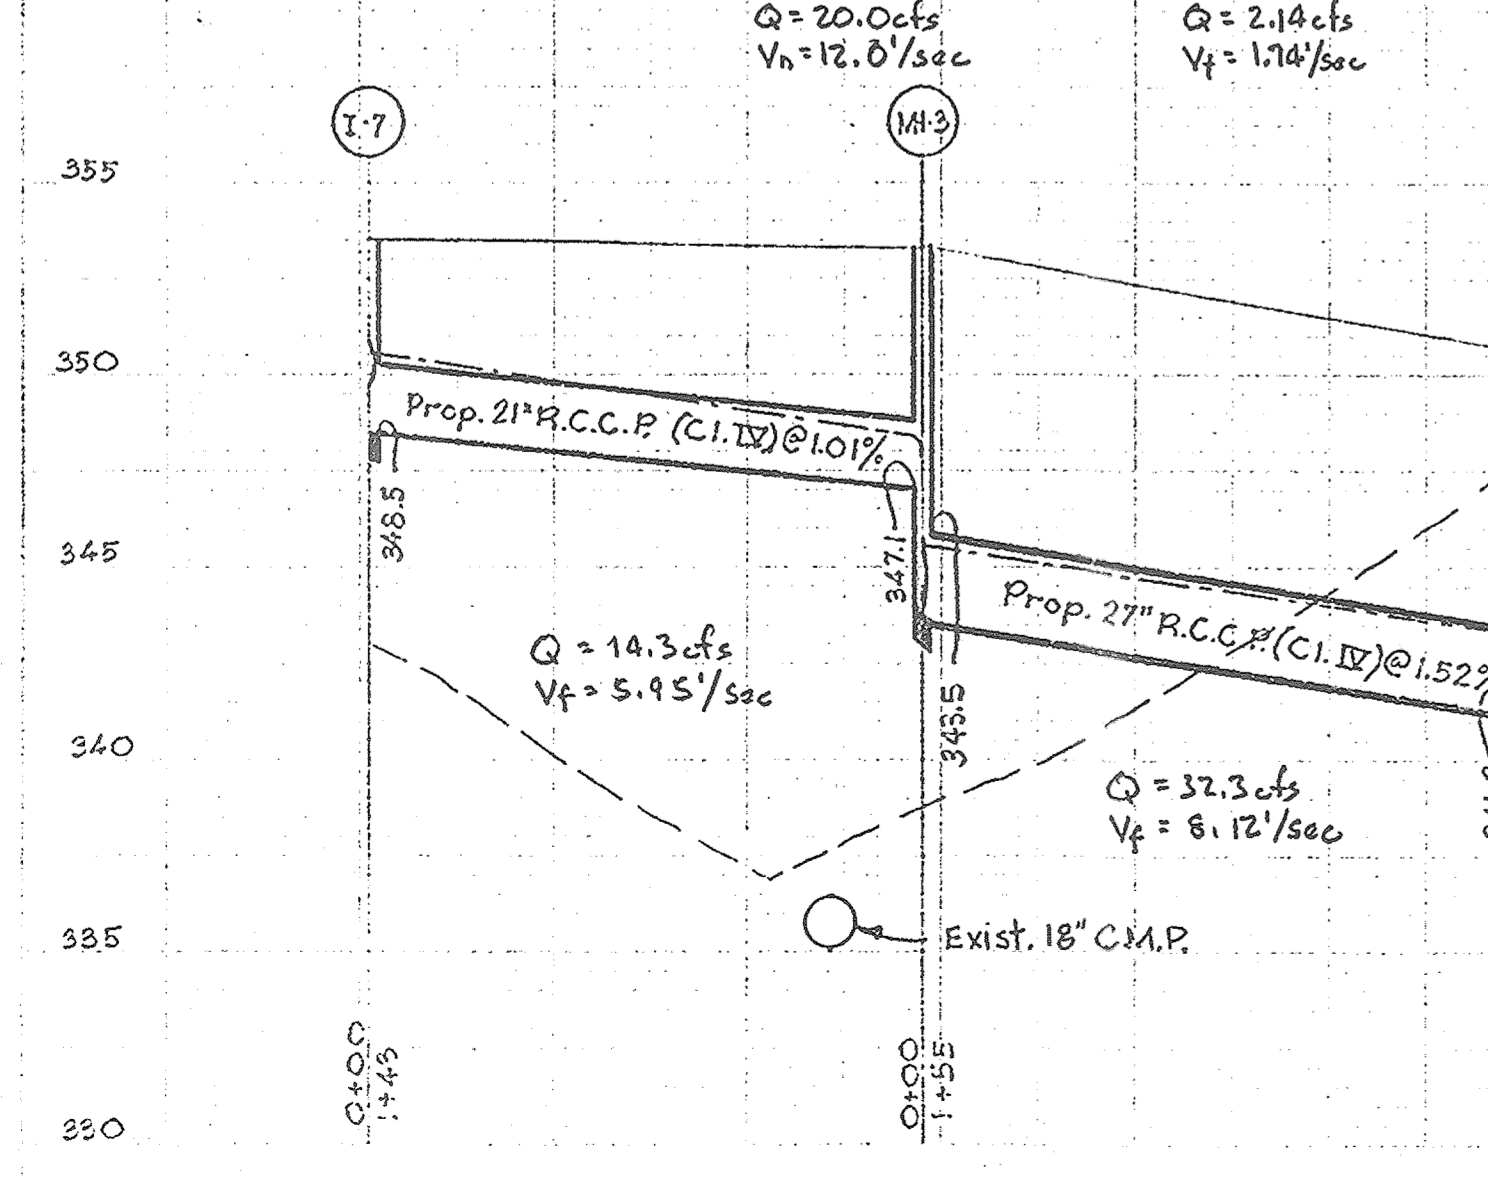 Q = 20.0cfs
Vn = 12.8'/sec
Q = 2.14cfs
Vf = 1.74'/sec
I-7
MH-3
355
350
Prop. 21" R.C.C.P. (Cl. IV) @ 1.01%
348.5
347.1
345
Prop. 27" R.C.C.P. (Cl. IV) @ 1.52%
Q = 14.3cfs
Vf = 5.95'/sec
343.5
340
Q = 32.3cfs
Vf = 8.12'/sec
335
Exist. 18" C.M.P.
0+00
1+43
0+00
1+55
330